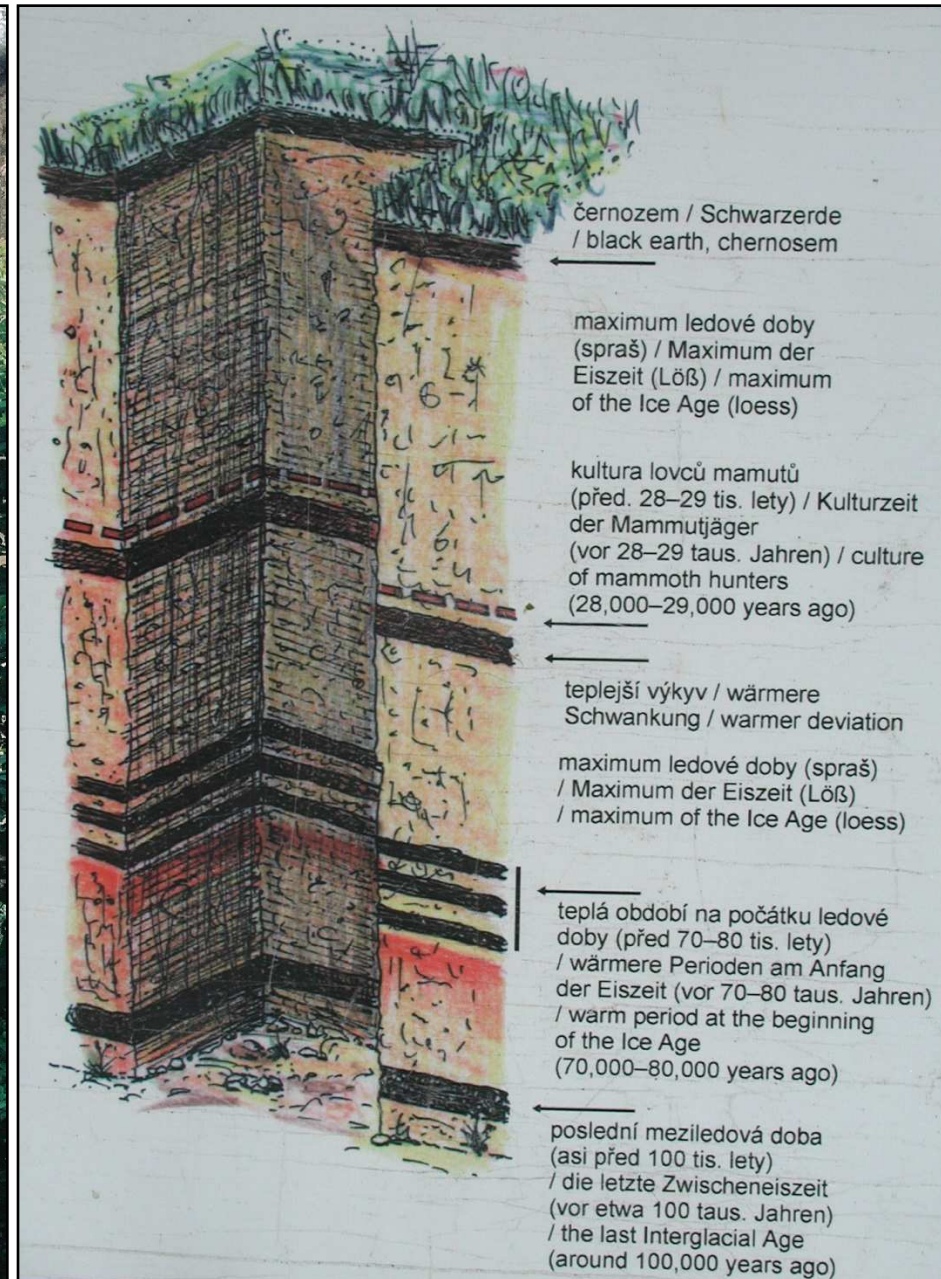 černozem / Schwarzerde
/ black earth, chernosem
maximum ledové doby
(spraš) / Maximum der
Eiszeit (Löß) / maximum
of the Ice Age (loess)
kultura lovců mamutů
(před. 28–29 tis. lety) / Kulturzeit
der Mammutjäger
(vor 28–29 taus. Jahren) / culture
of mammoth hunters
(28,000–29,000 years ago)
teplejší výkyv / wärmere
Schwankung / warmer deviation
maximum ledové doby (spraš)
/ Maximum der Eiszeit (Löß)
/ maximum of the Ice Age (loess)
teplá období na počátku ledové
doby (před 70–80 tis. lety)
/ wärmere Perioden am Anfang
der Eiszeit (vor 70–80 taus. Jahren)
/ warm period at the beginning
of the Ice Age
(70,000–80,000 years ago)
poslední meziledová doba
(asi před 100 tis. lety)
/ die letzte Zwischeneiszeit
(vor etwa 100 taus. Jahren)
/ the last Interglacial Age
(around 100,000 years ago)